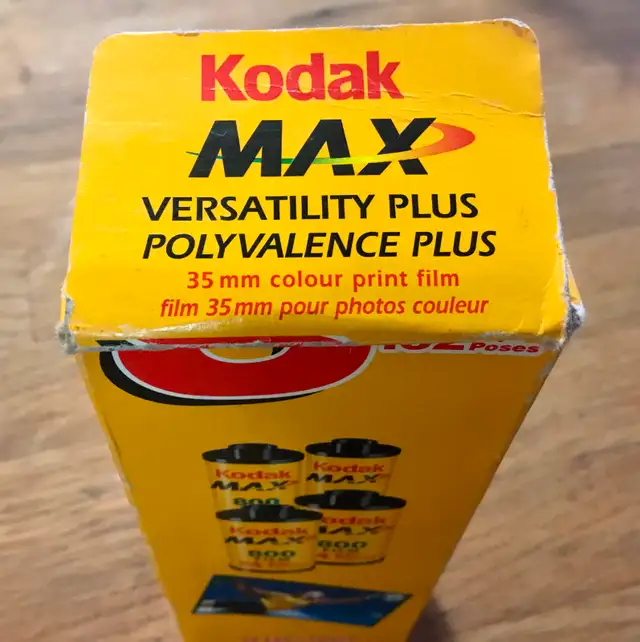 Kodak
MAX
VERSATILITY PLUS
POLYVALENCE PLUS
35 mm colour print film
film 35 mm pour photos couleur
Poses
Kodak
MAX
800
Kodak
MAX
Kodak
MAX
800
Kodak
MAX
800